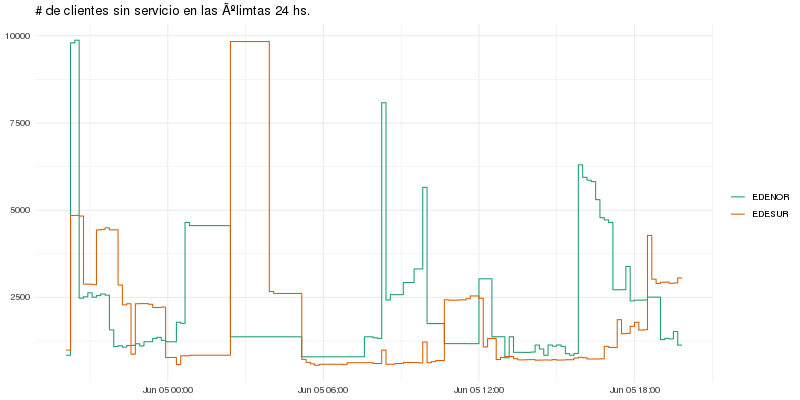 # de clientes sin servicio en las Ãºlimtas 24 hs.
10000
7500
5000
2500
EDENOR
EDESUR
Jun 05 00:00 Jun 05 06:00 Jun 05 12:00 Jun 05 18:00